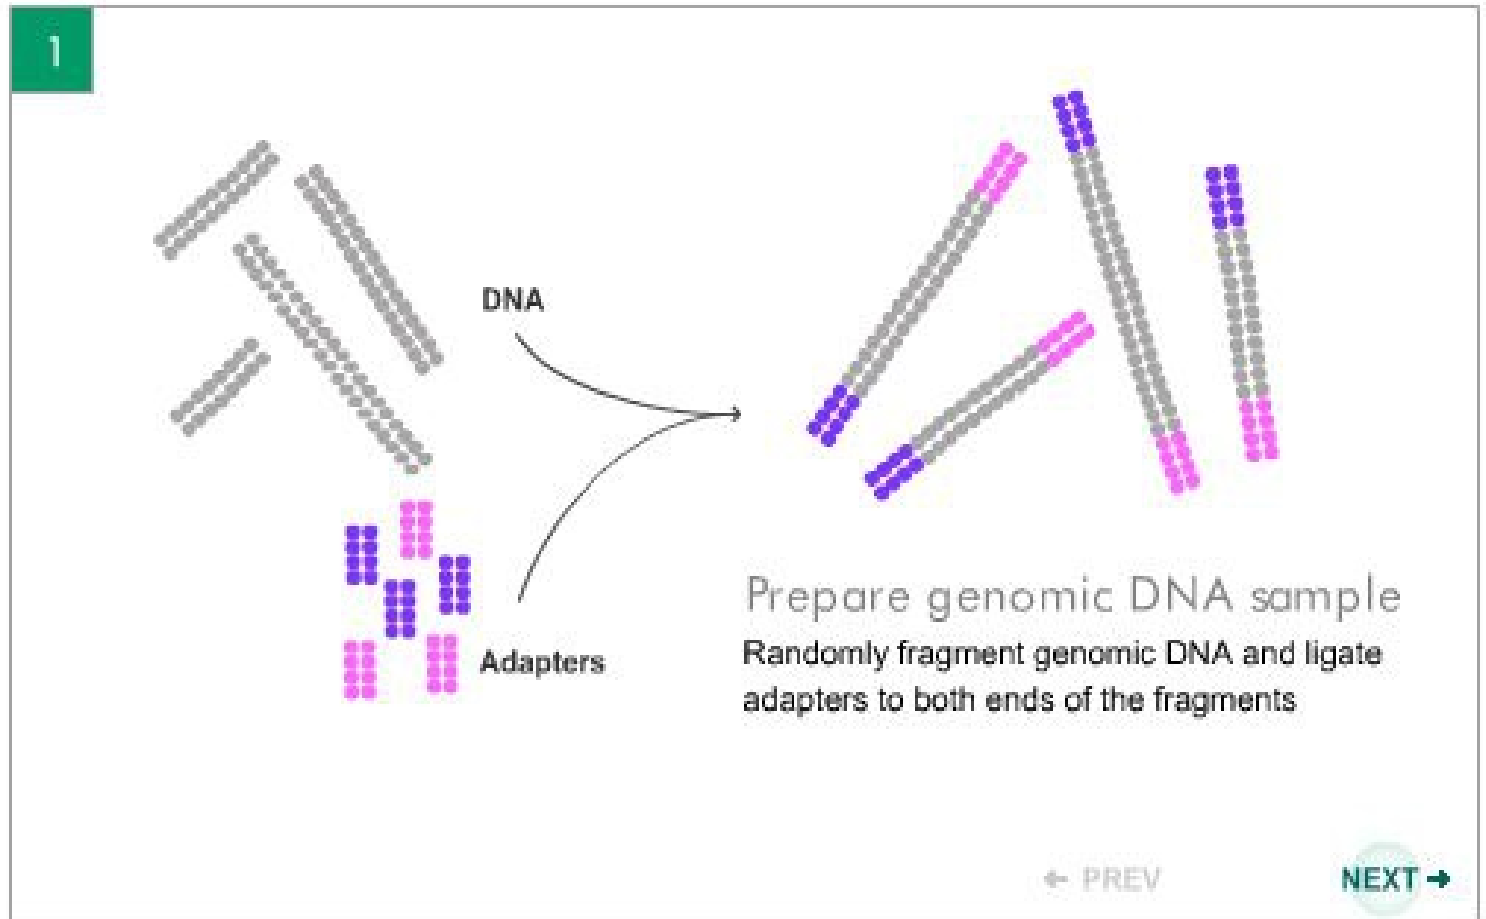 1
DNA
Adapters
Prepare genomic DNA sample
Randomly fragment genomic DNA and ligate
adapters to both ends of the fragments
← PREV
NEXT →